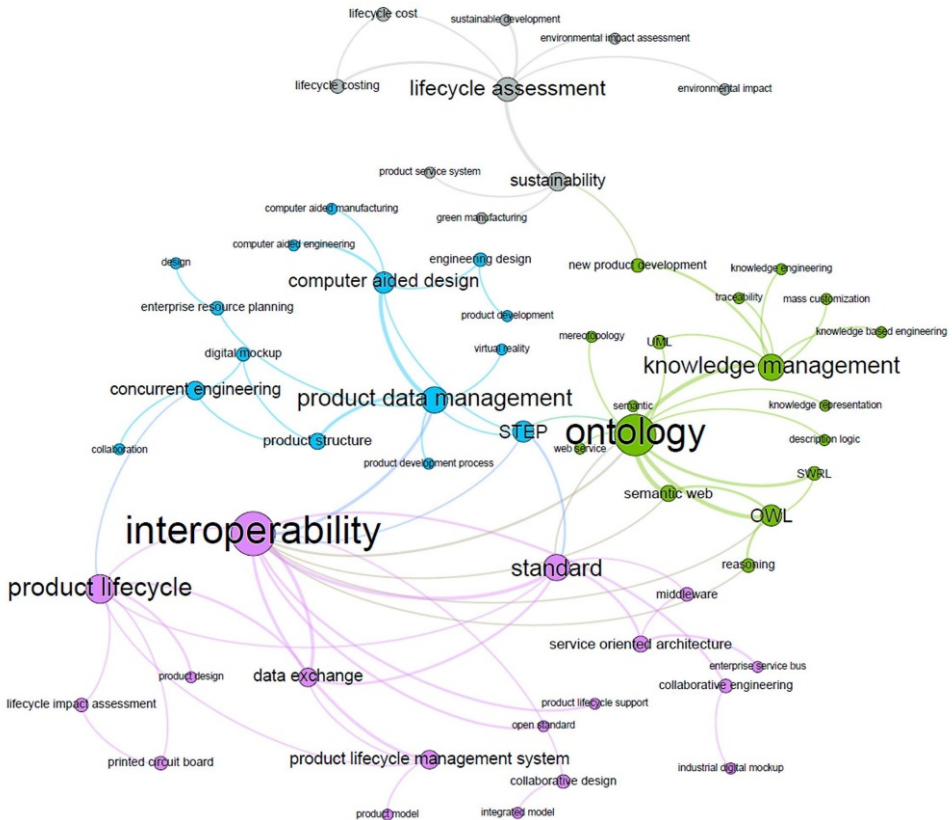 lifecycle cost
sustainable development
environmental impact assessment
lifecycle costing
lifecycle assessment
environmental impact
product service system
sustainability
computer aided manufacturing
green manufacturing
computer aided engineering
design
engineering design
new product development
knowledge engineering
computer aided design
traceability
mass customization
enterprise resource planning
product development
knowledge based engineering
mereotopology
UML
digital mockup
virtual reality
knowledge management
concurrent engineering
product data management
semantic
knowledge representation
STEP
ontology
product structure
description logic
collaboration
web service
product development process
SWRL
semantic web
OWL
interoperability
reasoning
standard
product lifecycle
middleware
service oriented architecture
enterprise service bus
product design
data exchange
collaborative engineering
lifecycle impact assessment
product lifecycle support
open standard
printed circuit board
product lifecycle management system
industrial digital mockup
collaborative design
product model
integrated model